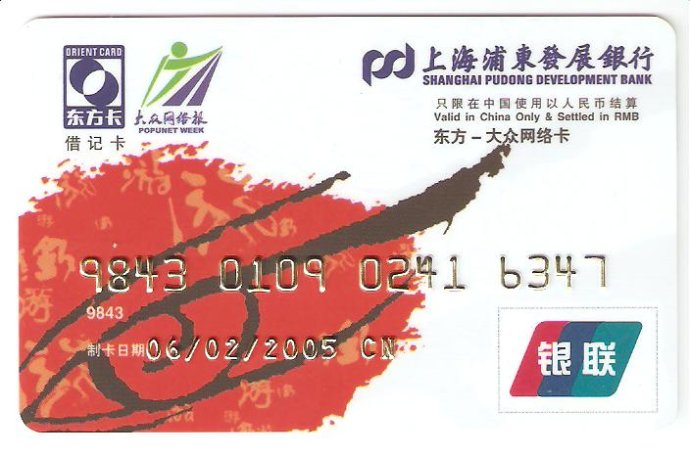 ORIENT CARD
东方卡
借记卡
大众网络报
POPUNET WEEK
上海浦東發展銀行
SHANGHAI PUDONG DEVELOPMENT BANK
只限在中国使用以人民币结算
Valid in China Only & Settled in RMB
东方－大众网络卡
9843 0109 0241 6347
9843
制卡日期 06/02/2005 CN
银联